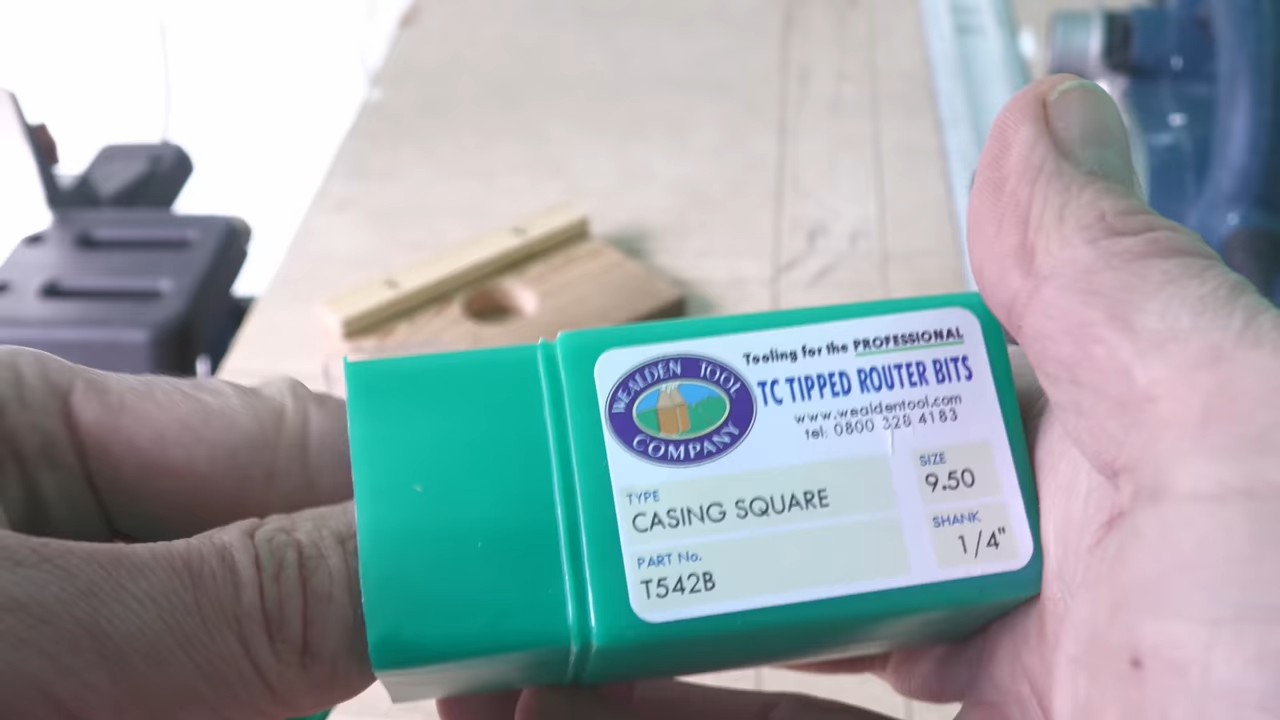 WEALDEN TOOL
COMPANY
Tooling for the PROFESSIONAL
TC TIPPED ROUTER BITS
www.wealdentool.com
tel: 0800 328 4183
TYPE
CASING SQUARE
SIZE
9.50
PART No.
T542B
SHANK
1/4"